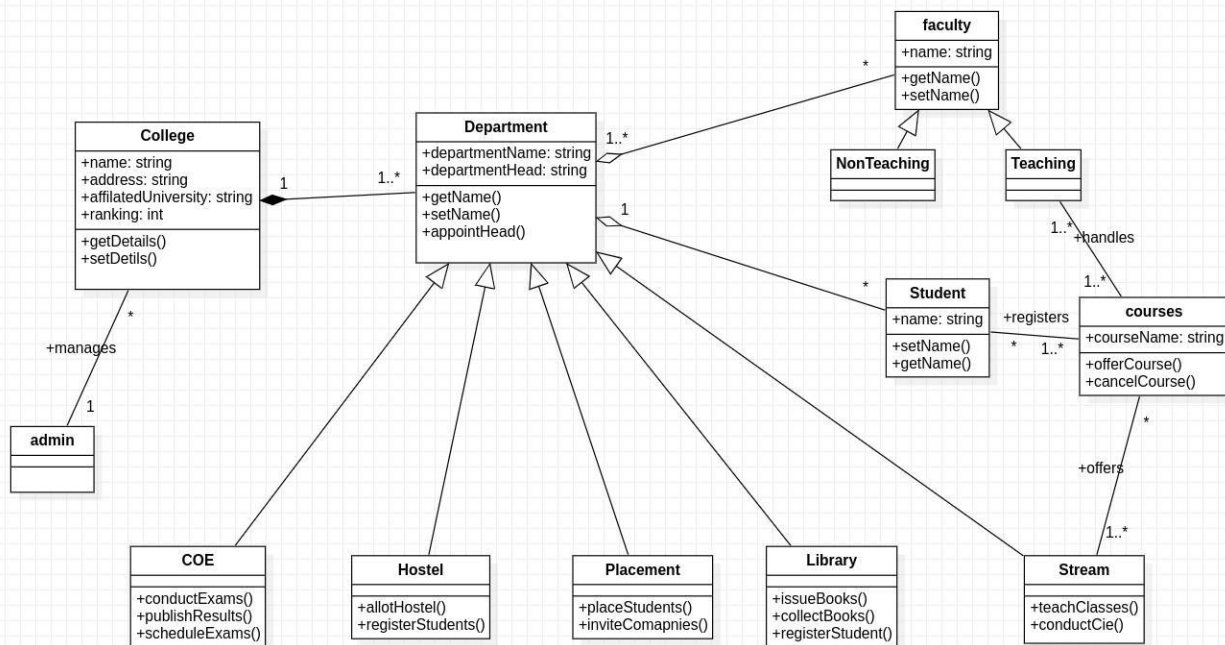 faculty
+name: string
+getName()
+setName()
*
1..*
NonTeaching
Teaching
College
+name: string
+address: string
+affilatedUniversity: string
+ranking: int
+getDetails()
+setDetils()
1
1..*
Department
+departmentName: string
+departmentHead: string
+getName()
+setName()
+appointHead()
1
*
1..*
+handles
1..*
Student
+name: string
+setName()
+getName()
+registers
*
1..*
courses
+courseName: string
+offerCourse()
+cancelCourse()
*
+manages
1
admin
*
+offers
1..*
COE
+conductExams()
+publishResults()
+scheduleExams()
Hostel
+allotHostel()
+registerStudents()
Placement
+placeStudents()
+inviteComapnies()
Library
+issueBooks()
+collectBooks()
+registerStudent()
Stream
+teachClasses()
+conductCie()